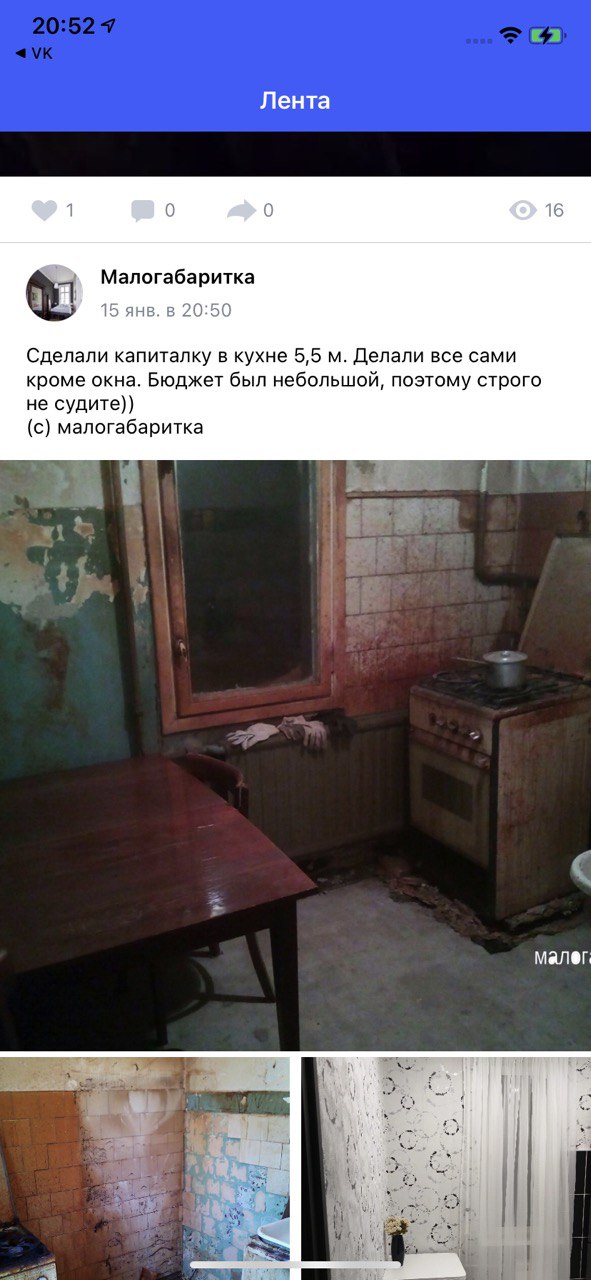 20:52
◀ VK
Лента
1
0
0
16
Малогабаритка
15 янв. в 20:50
Сделали капиталку в кухне 5,5 м. Делали все сами
кроме окна. Бюджет был небольшой, поэтому строго
не судите))
(с) малогабаритка